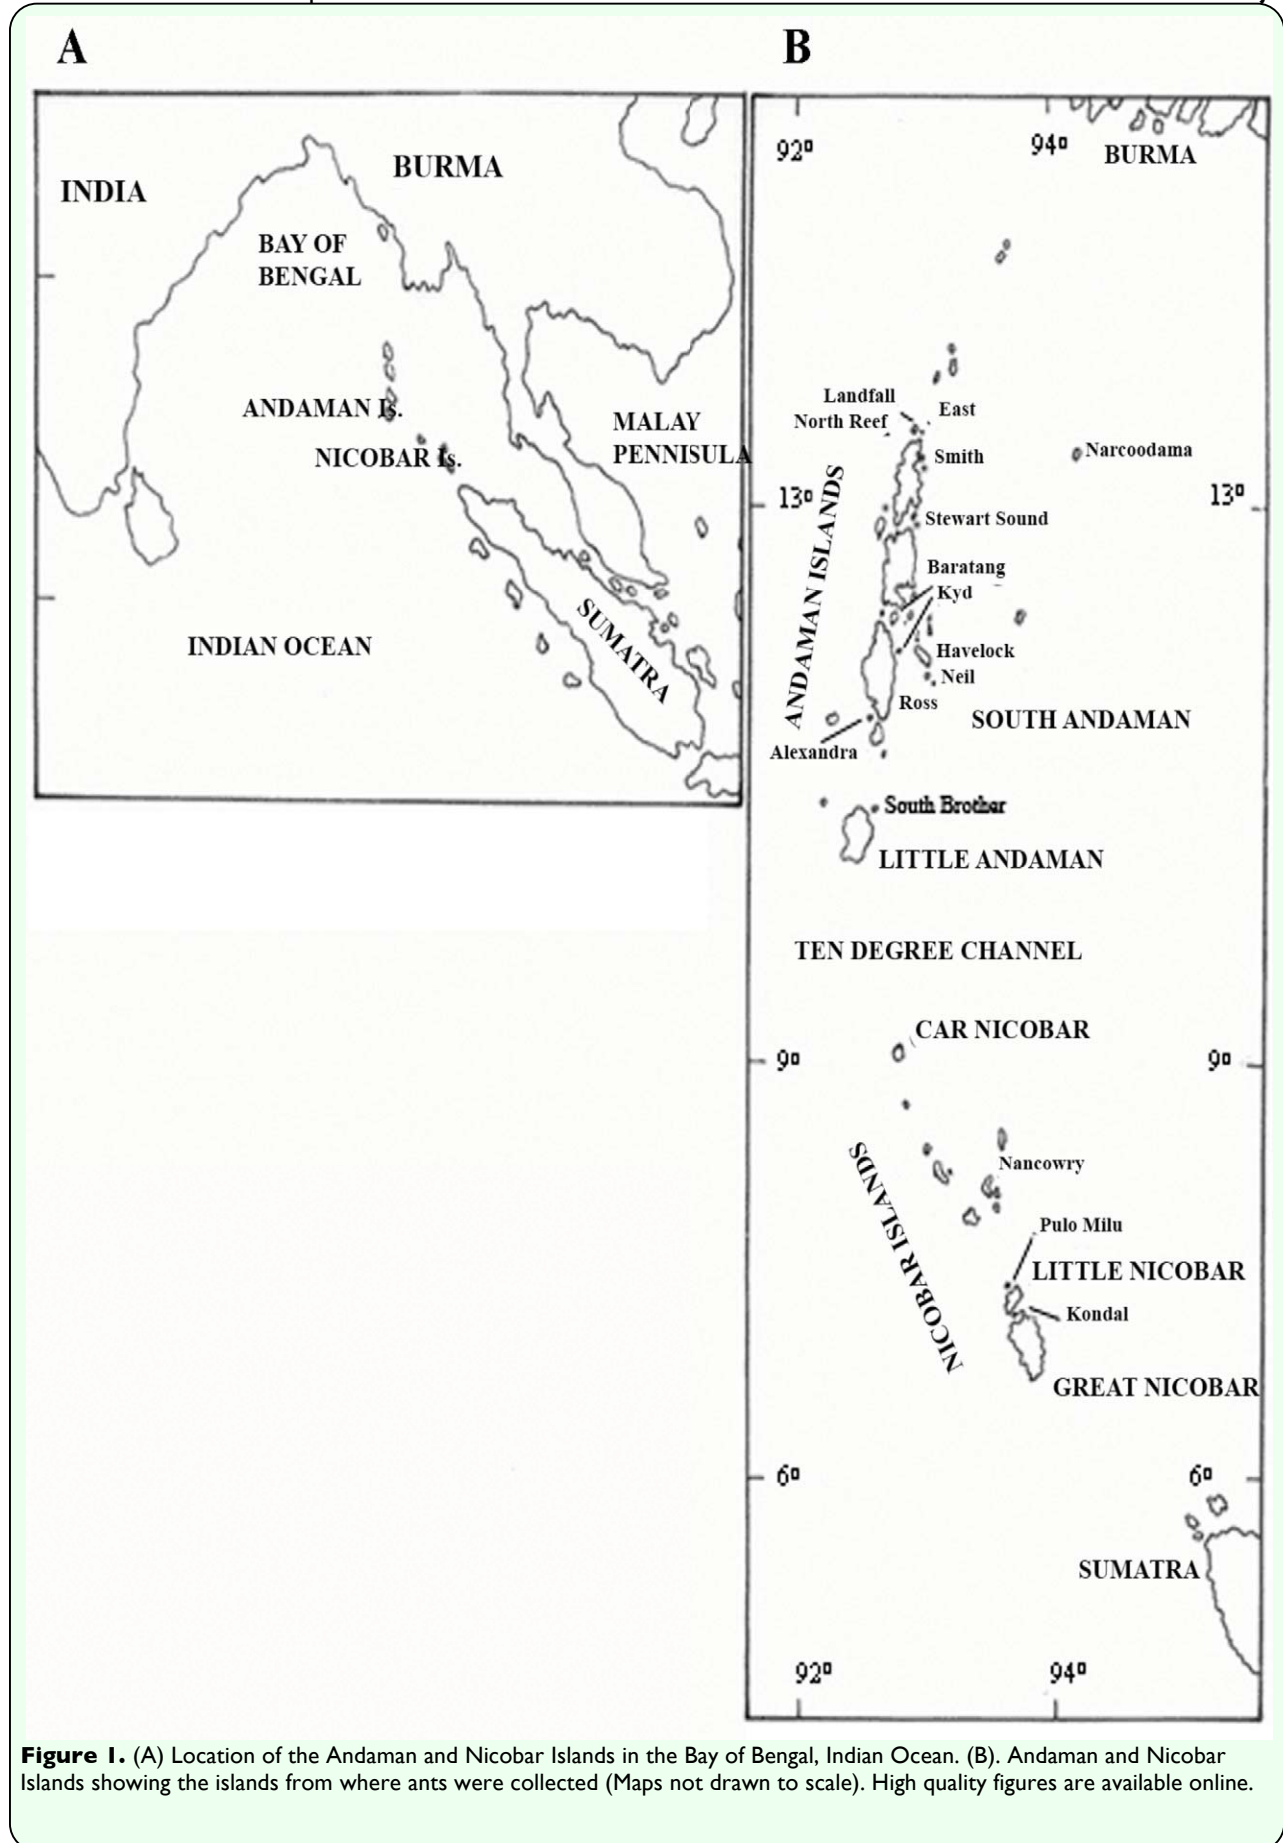 A
INDIA
BURMA
BAY OF
BENGAL
ANDAMAN Is.
NICOBAR Is.
MALAY
PENNISULA
INDIAN OCEAN
SUMATRA
B
92º
94º
BURMA
Landfall
North Reef
East
Smith
Narcoodama
13º
13º
Stewart Sound
ANDAMAN ISLANDS
Baratang
Kyd
Havelock
Neil
Ross
SOUTH ANDAMAN
Alexandra
South Brother
LITTLE ANDAMAN
TEN DEGREE CHANNEL
CAR NICOBAR
9º
9º
Nancowry
NICOBAR ISLANDS
Pulo Milu
LITTLE NICOBAR
Kondal
GREAT NICOBAR
6º
6º
SUMATRA
92º
94º
Figure 1. (A) Location of the Andaman and Nicobar Islands in the Bay of Bengal, Indian Ocean. (B). Andaman and Nicobar
Islands showing the islands from where ants were collected (Maps not drawn to scale). High quality figures are available online.